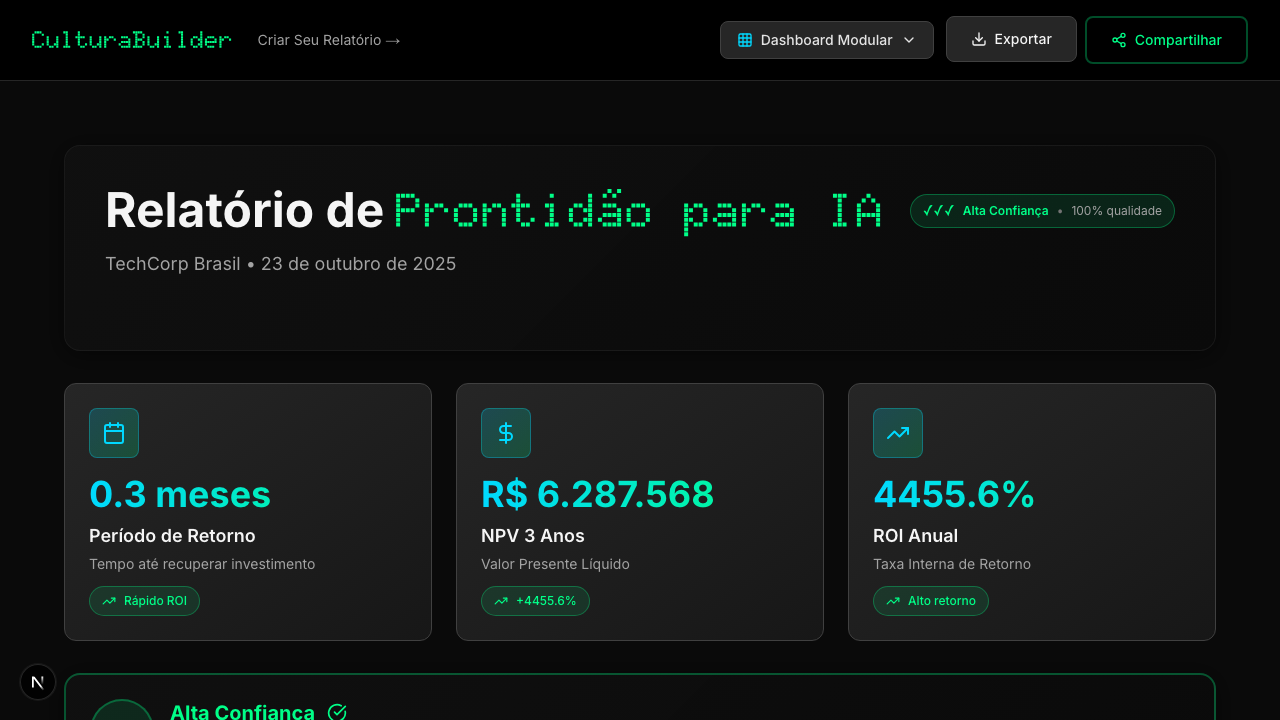 CulturaBuilder
Criar Seu Relatório →
Dashboard Modular
Exportar
Compartilhar
Relatório de Prontidão para IA
✓✓✓ Alta Confiança • 100% qualidade
TechCorp Brasil • 23 de outubro de 2025
0.3 meses
Período de Retorno
Tempo até recuperar investimento
Rápido ROI
R$ 6.287.568
NPV 3 Anos
Valor Presente Líquido
+4455.6%
4455.6%
ROI Anual
Taxa Interna de Retorno
Alto retorno
N
Alta Confiança